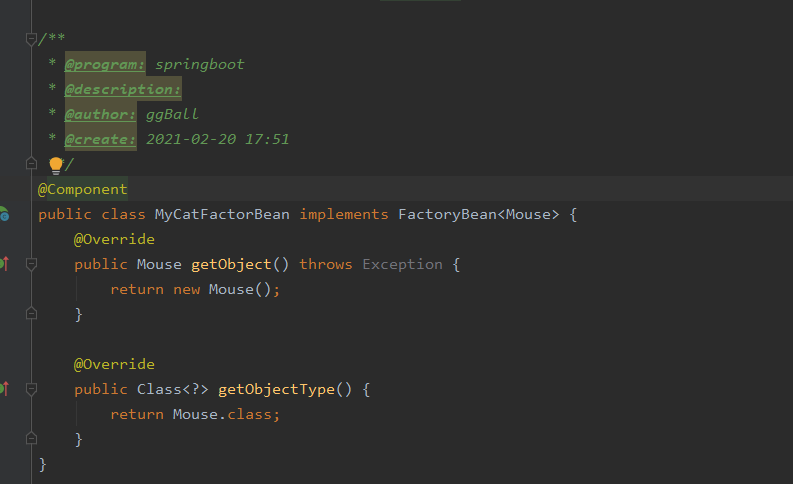 /**
 * @program: springboot
 * @description:
 * @author: ggBall
 * @create: 2021-02-20 17:51
 */
@Component
public class MyCatFactorBean implements FactoryBean<Mouse> {
    @Override
    public Mouse getObject() throws Exception {
        return new Mouse();
    }

    @Override
    public Class<?> getObjectType() {
        return Mouse.class;
    }
}